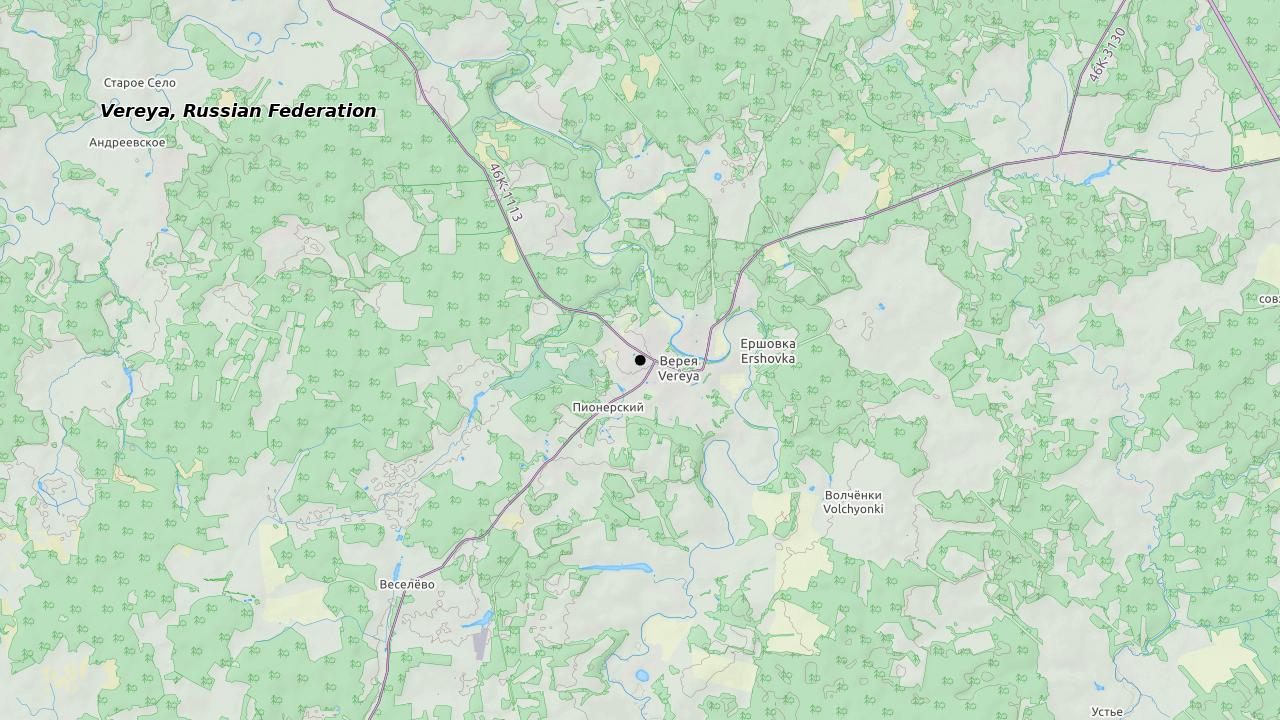 46К-3130
Старое Село
Vereya, Russian Federation
Андреевское
46К-1113
совх
Ершовка
Ershovka
Верея
Vereya
Пионерский
Волчёнки
Volchyonki
Веселёво
Устье